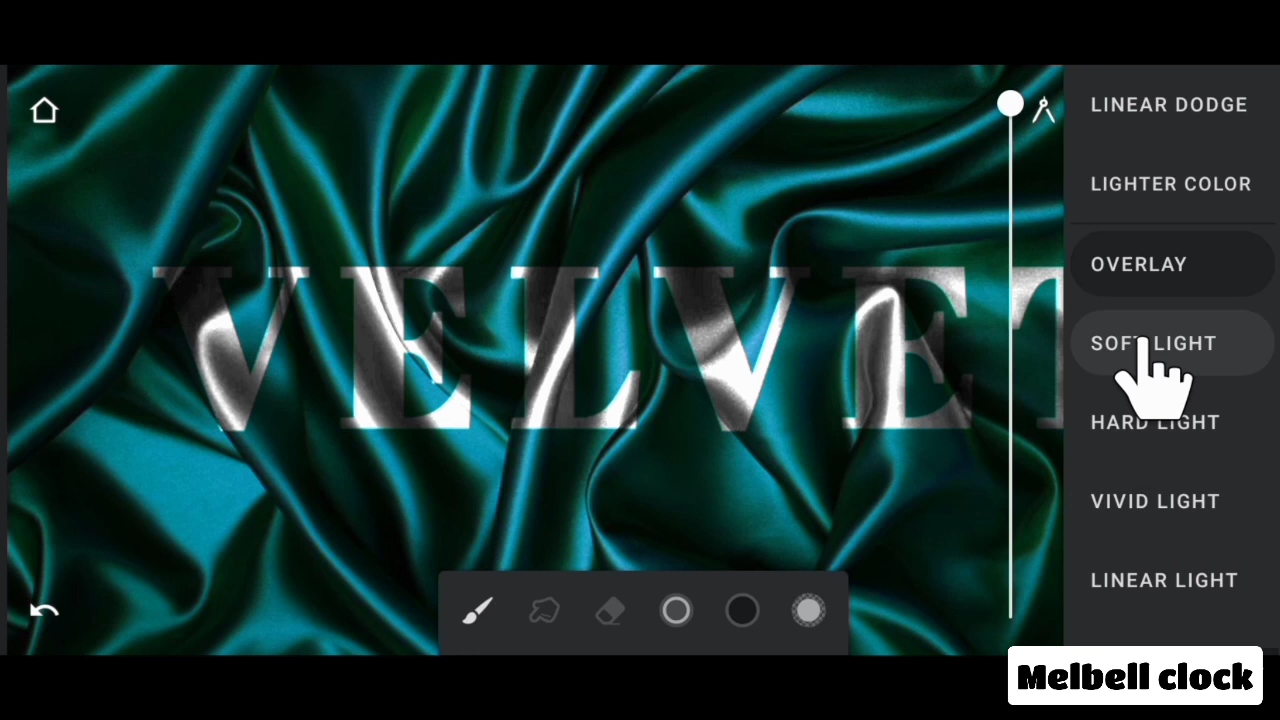 LINEAR DODGE
LIGHTER COLOR
OVERLAY
VELVET
SOFT LIGHT
HARD LIGHT
VIVID LIGHT
LINEAR LIGHT
Melbell clock